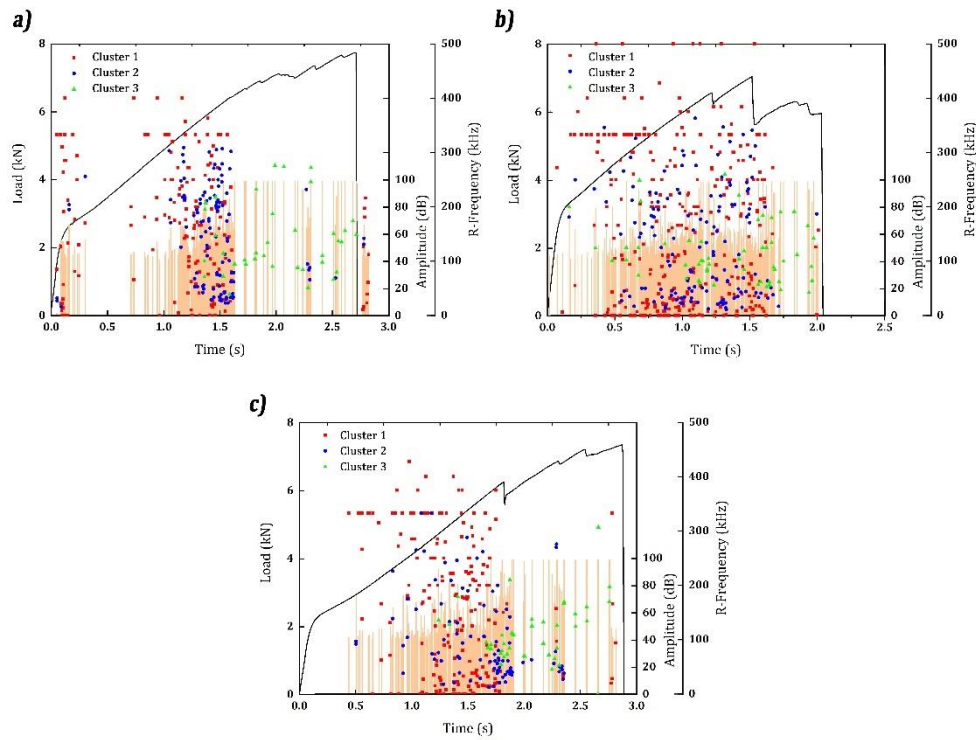 a)
Cluster 1
Cluster 2
Cluster 3
8
6
4
2
0
Load (kN)
0.0 0.5 1.0 1.5 2.0 2.5 3.0
Time (s)
100
80
60
40
20
0
Amplitude (dB)
500
400
300
200
100
0
R-Frequency (kHz)
b)
Cluster 1
Cluster 2
Cluster 3
8
6
4
2
0
Load (kN)
0.0 0.5 1.0 1.5 2.0 2.5
Time (s)
100
80
60
40
20
0
Amplitude (dB)
500
400
300
200
100
0
R-Frequency (kHz)
c)
Cluster 1
Cluster 2
Cluster 3
8
6
4
2
0
Load (kN)
0.0 0.5 1.0 1.5 2.0 2.5 3.0
Time (s)
100
80
60
40
20
0
Amplitude (dB)
500
400
300
200
100
0
R-Frequency (kHz)